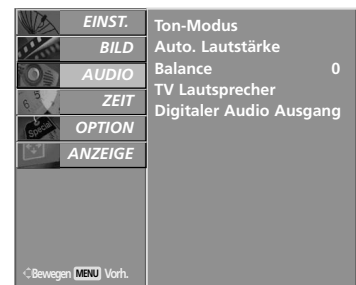 EINST.
BILD
AUDIO
ZEIT
OPTION
ANZEIGE
Ton-Modus
Auto. Lautstärke
Balance 0
TV Lautsprecher
Digitaler Audio Ausgang
Special
Bewegen MENU Vorh.